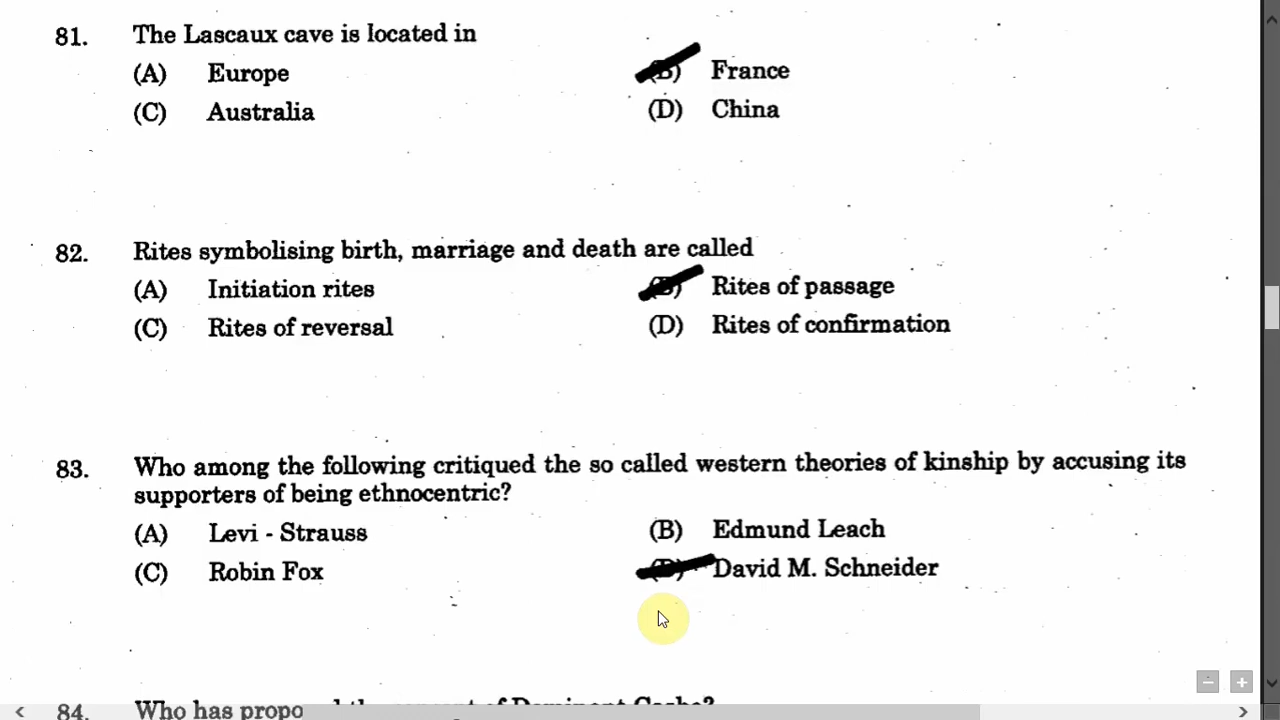 81. The Lascaux cave is located in
(A) Europe (B) France
(C) Australia (D) China
82. Rites symbolising birth, marriage and death are called
(A) Initiation rites (B) Rites of passage
(C) Rites of reversal (D) Rites of confirmation
83. Who among the following critiqued the so called western theories of kinship by accusing its
supporters of being ethnocentric?
(A) Levi - Strauss (B) Edmund Leach
(C) Robin Fox (D) David M. Schneider
84. Who has of Dominant Caste?